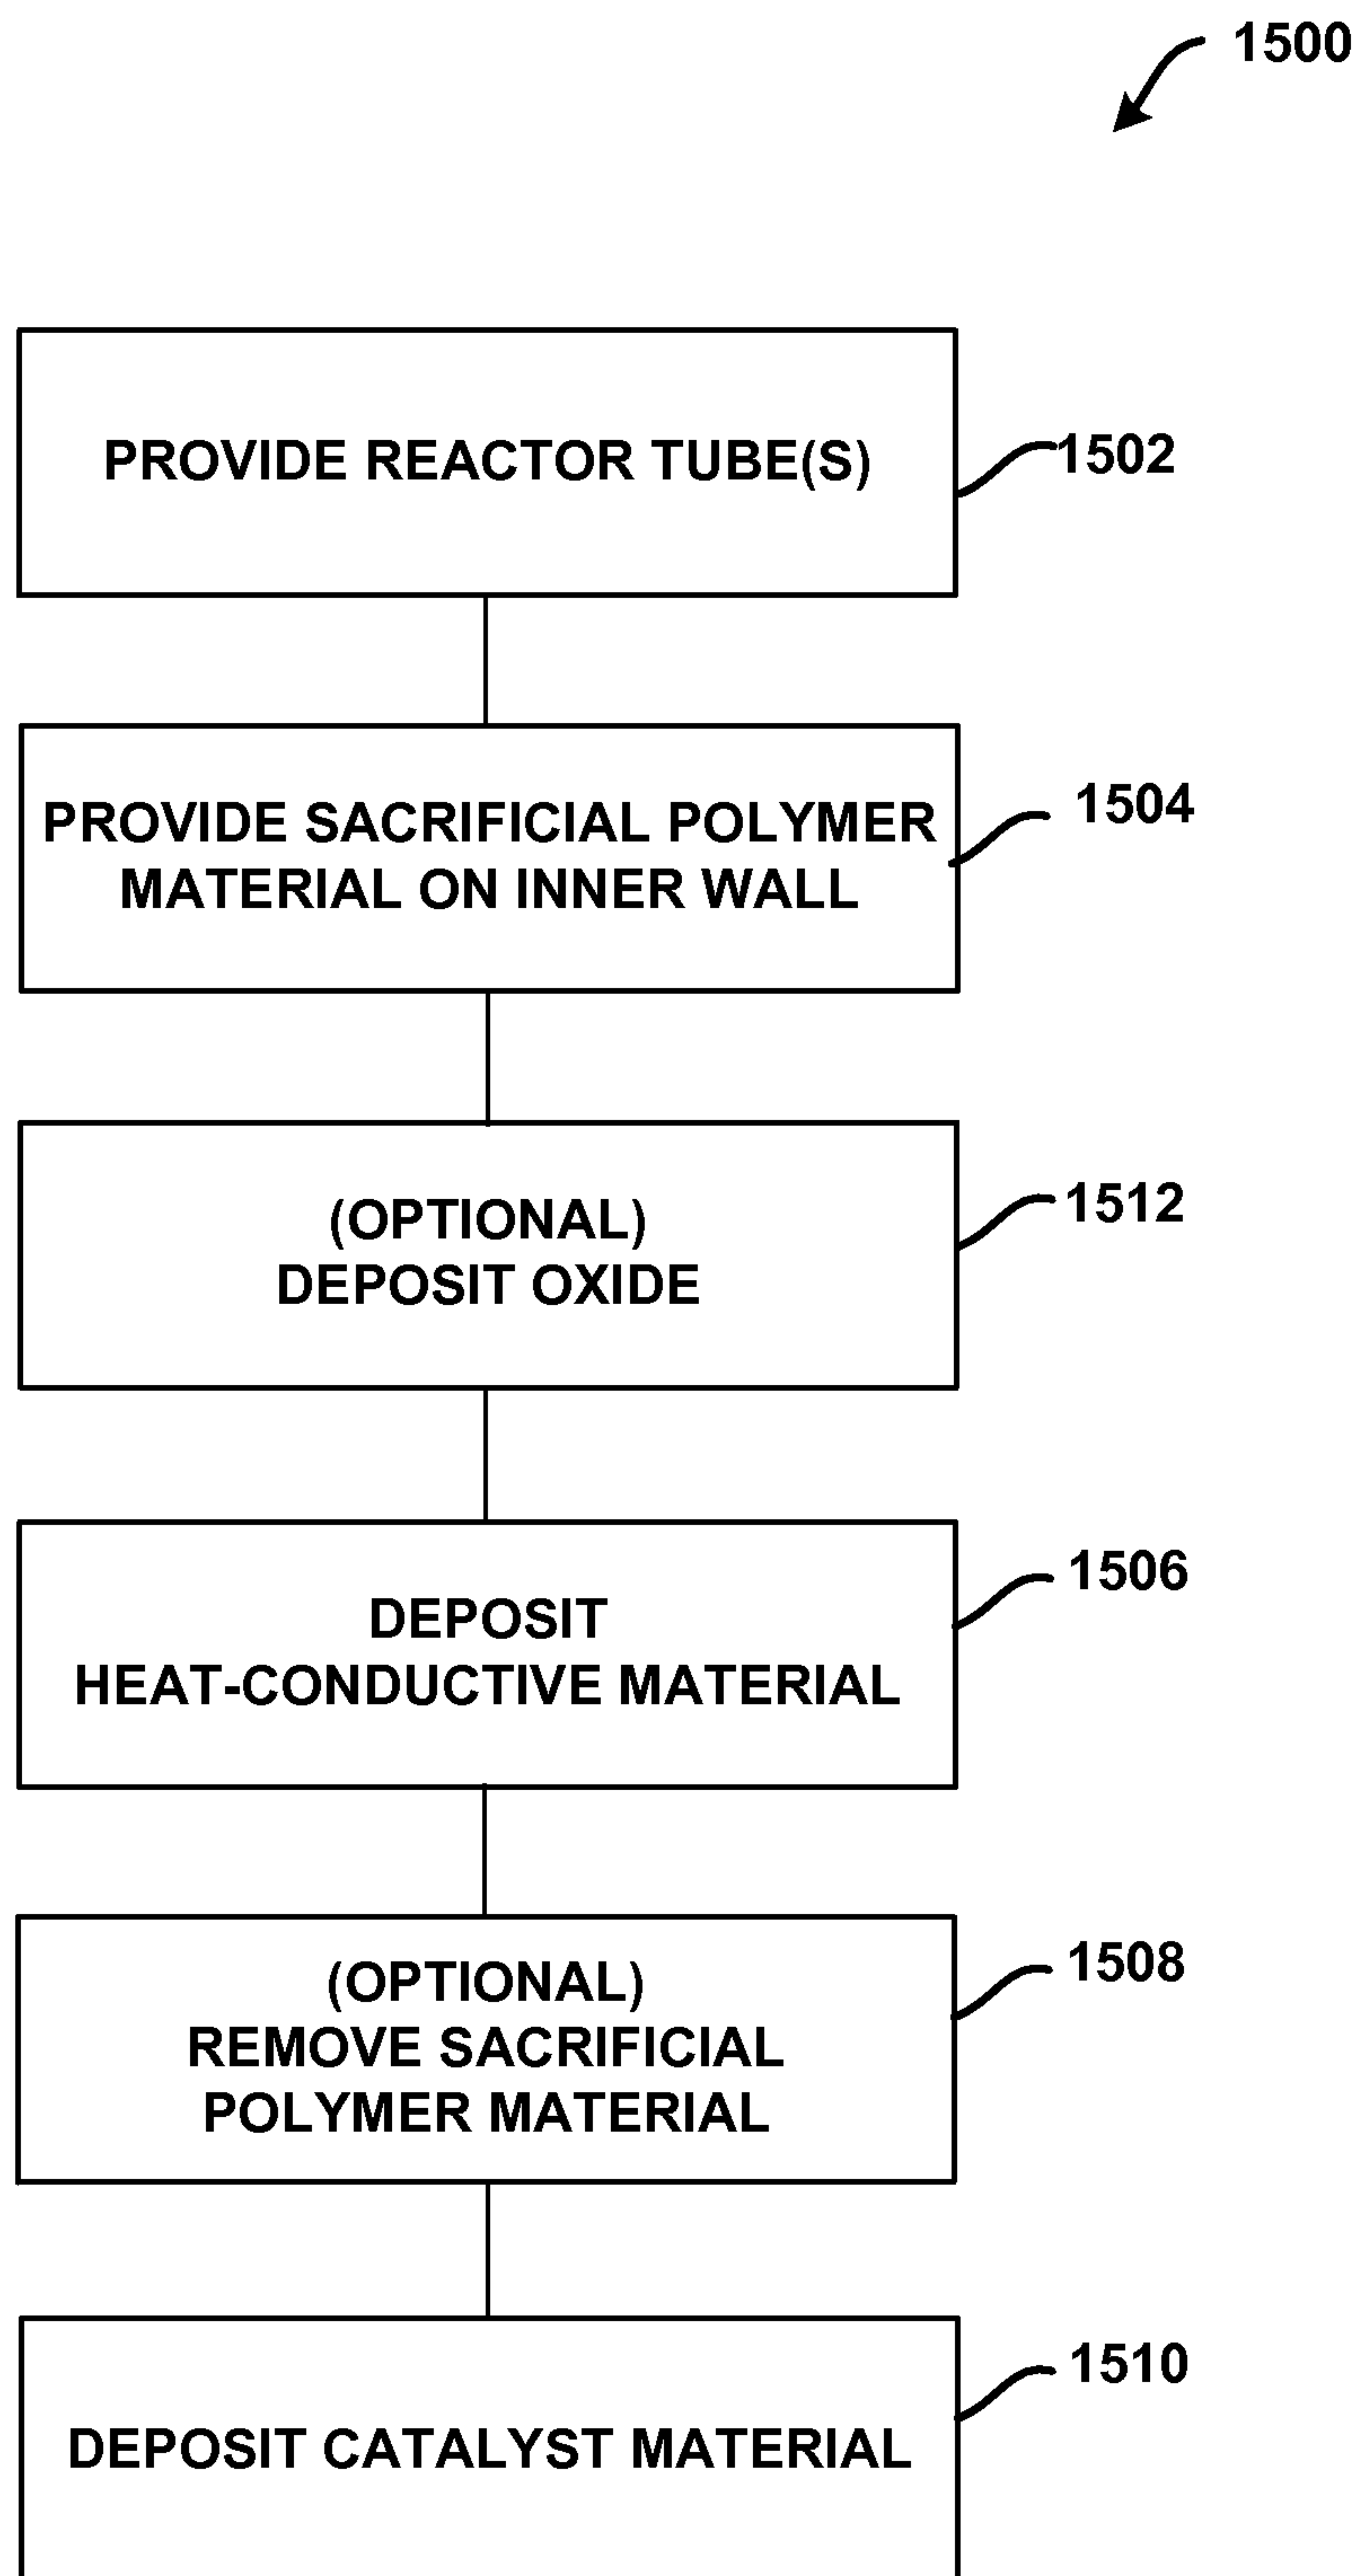 1500
PROVIDE REACTOR TUBE(S)
1502
PROVIDE SACRIFICIAL POLYMER
MATERIAL ON INNER WALL
1504
(OPTIONAL)
DEPOSIT OXIDE
1512
DEPOSIT
HEAT-CONDUCTIVE MATERIAL
1506
(OPTIONAL)
REMOVE SACRIFICIAL
POLYMER MATERIAL
1508
DEPOSIT CATALYST MATERIAL
1510